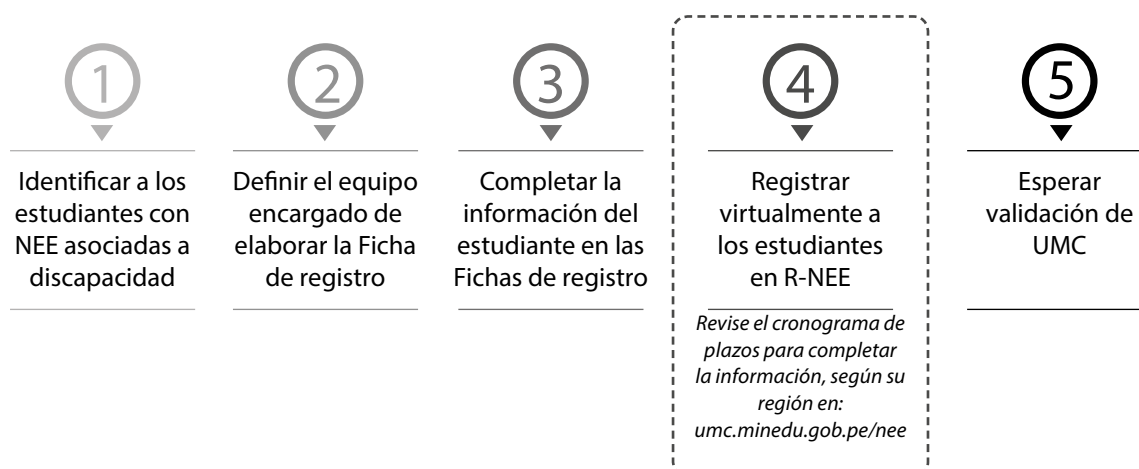 1
Identificar a los
estudiantes con
NEE asociadas a
discapacidad
2
Definir el equipo
encargado de
elaborar la Ficha
de registro
3
Completar la
información del
estudiante en las
Fichas de registro
4
Registrar
virtualmente a
los estudiantes
en R-NEE
Revise el cronograma de
plazos para completar
la información, según su
región en:
umc.minedu.gob.pe/nee
5
Esperar
validación de
UMC